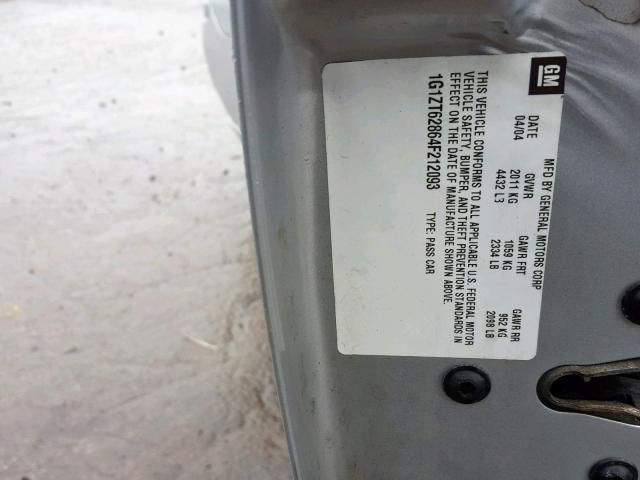 GM
MFD BY GENERAL MOTORS CORP
DATE GVWR GAWR FRT GAWR RR
04/04 2011 KG 1059 KG 952 KG
4432 LB 2334 LB 2098 LB
THIS VEHICLE CONFORMS TO ALL APPLICABLE U.S. FEDERAL MOTOR
VEHICLE SAFETY, BUMPER, AND THEFT PREVENTION STANDARDS IN
EFFECT ON THE DATE OF MANUFACTURE SHOWN ABOVE.
1G1ZT62864F212093 TYPE: PASS CAR